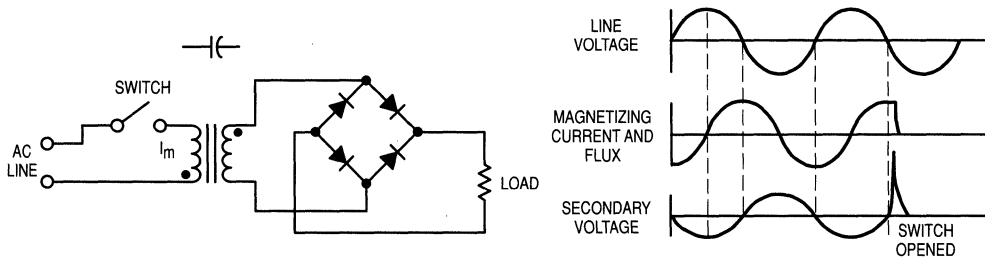 SWITCH
AC
LINE
Im
LOAD
LINE
VOLTAGE
MAGNETIZING
CURRENT AND
FLUX
SECONDARY
VOLTAGE
SWITCH
OPENED